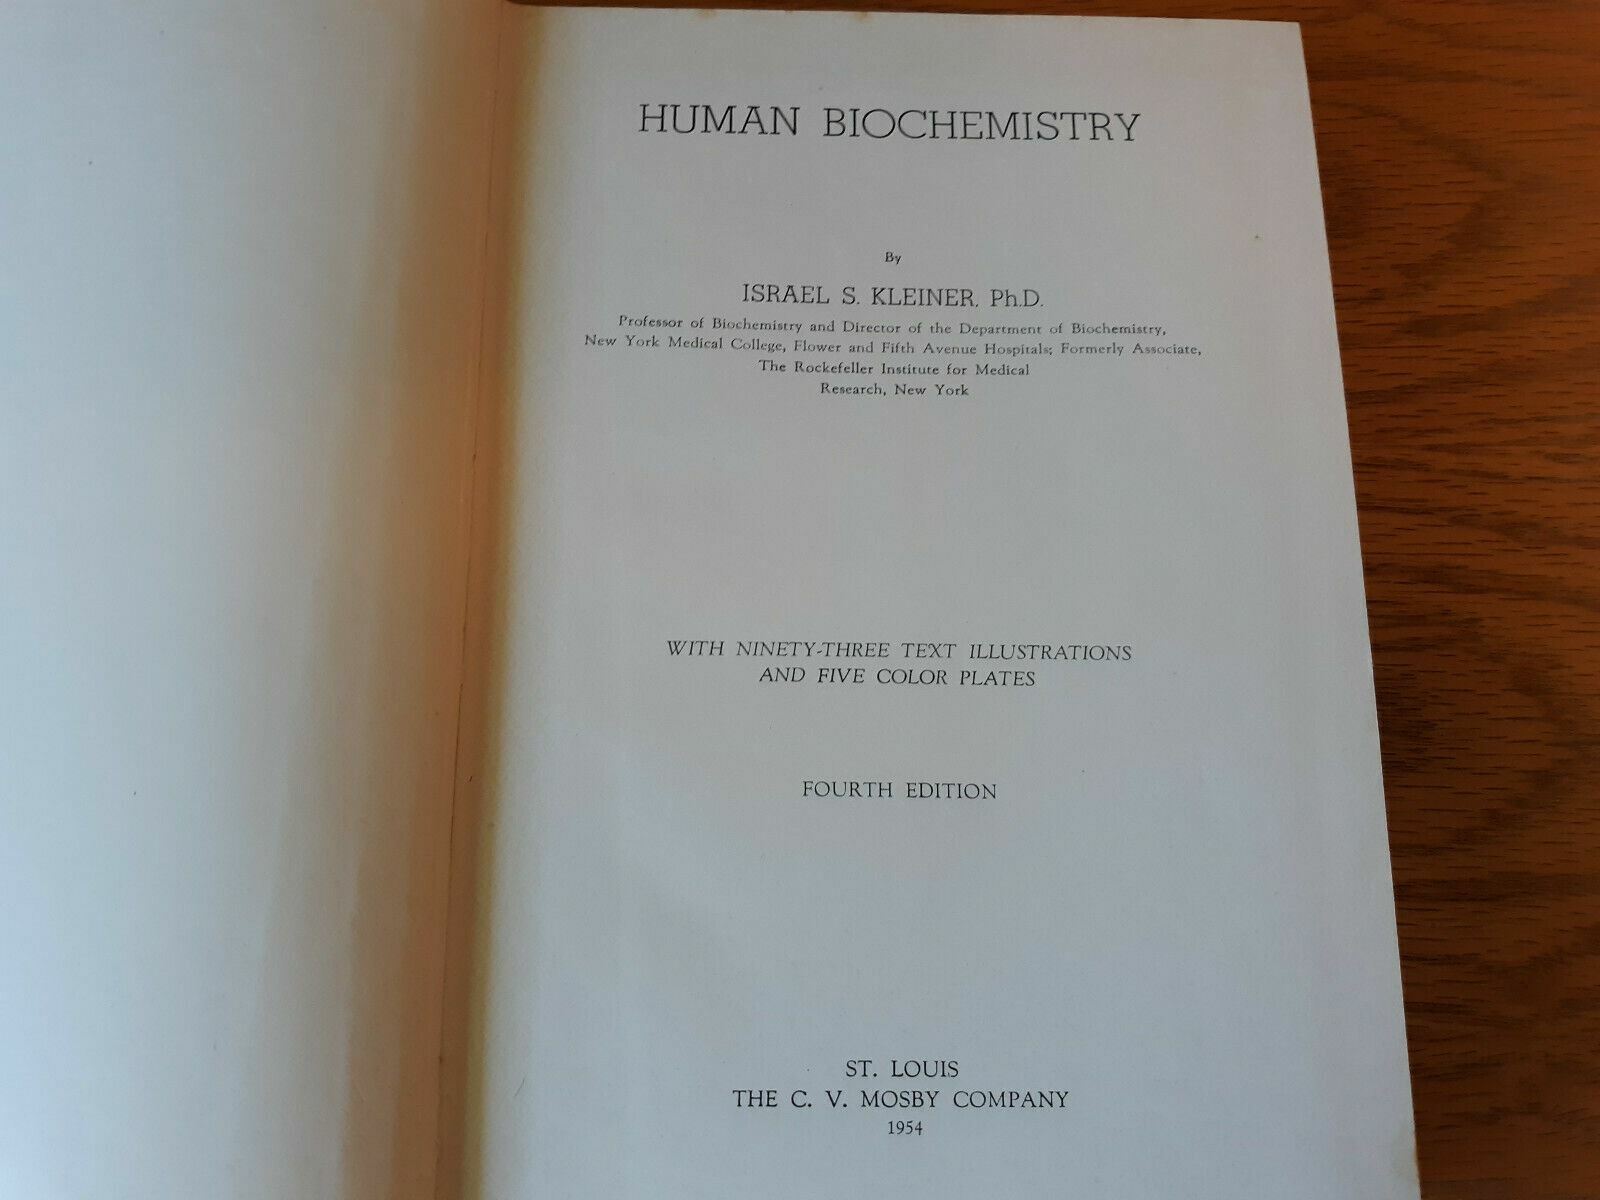 HUMAN BIOCHEMISTRY
By
ISRAEL S. KLEINER, Ph.D.
Professor of Biochemistry and Director of the Department of Biochemistry,
New York Medical College, Flower and Fifth Avenue Hospitals; Formerly Associate,
The Rockefeller Institute for Medical
Research, New York
WITH NINETY-THREE TEXT ILLUSTRATIONS
AND FIVE COLOR PLATES
FOURTH EDITION
ST. LOUIS
THE C. V. MOSBY COMPANY
1954